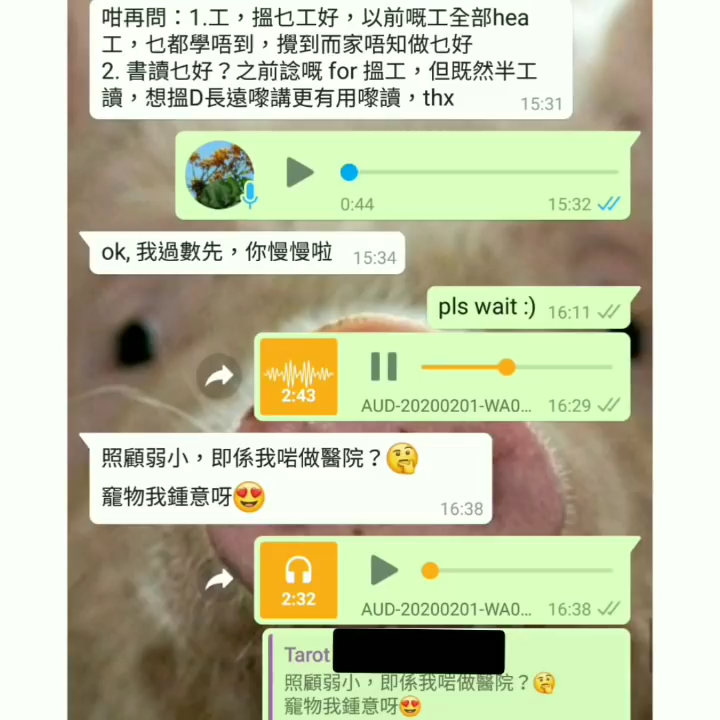 咁再問：1.工，搵乜工好，以前嘅工全部hea
工，乜都學唔到，攪到而家唔知做乜好
2. 書讀乜好？之前諗嘅 for 搵工，但既然半工
讀，想搵D長遠嚟講更有用嚟讀，thx
15:31
0:44
15:32
ok, 我過數先，你慢慢啦
15:34
pls wait :)
16:11
2:43
AUD-20200201-WA0...
16:29
照顧弱小，即係我啱做醫院？🤔
寵物我鍾意呀😍
16:38
2:32
AUD-20200201-WA0...
16:38
Tarot
照顧弱小，即係我啱做醫院？🤔
寵物我鍾意呀😍